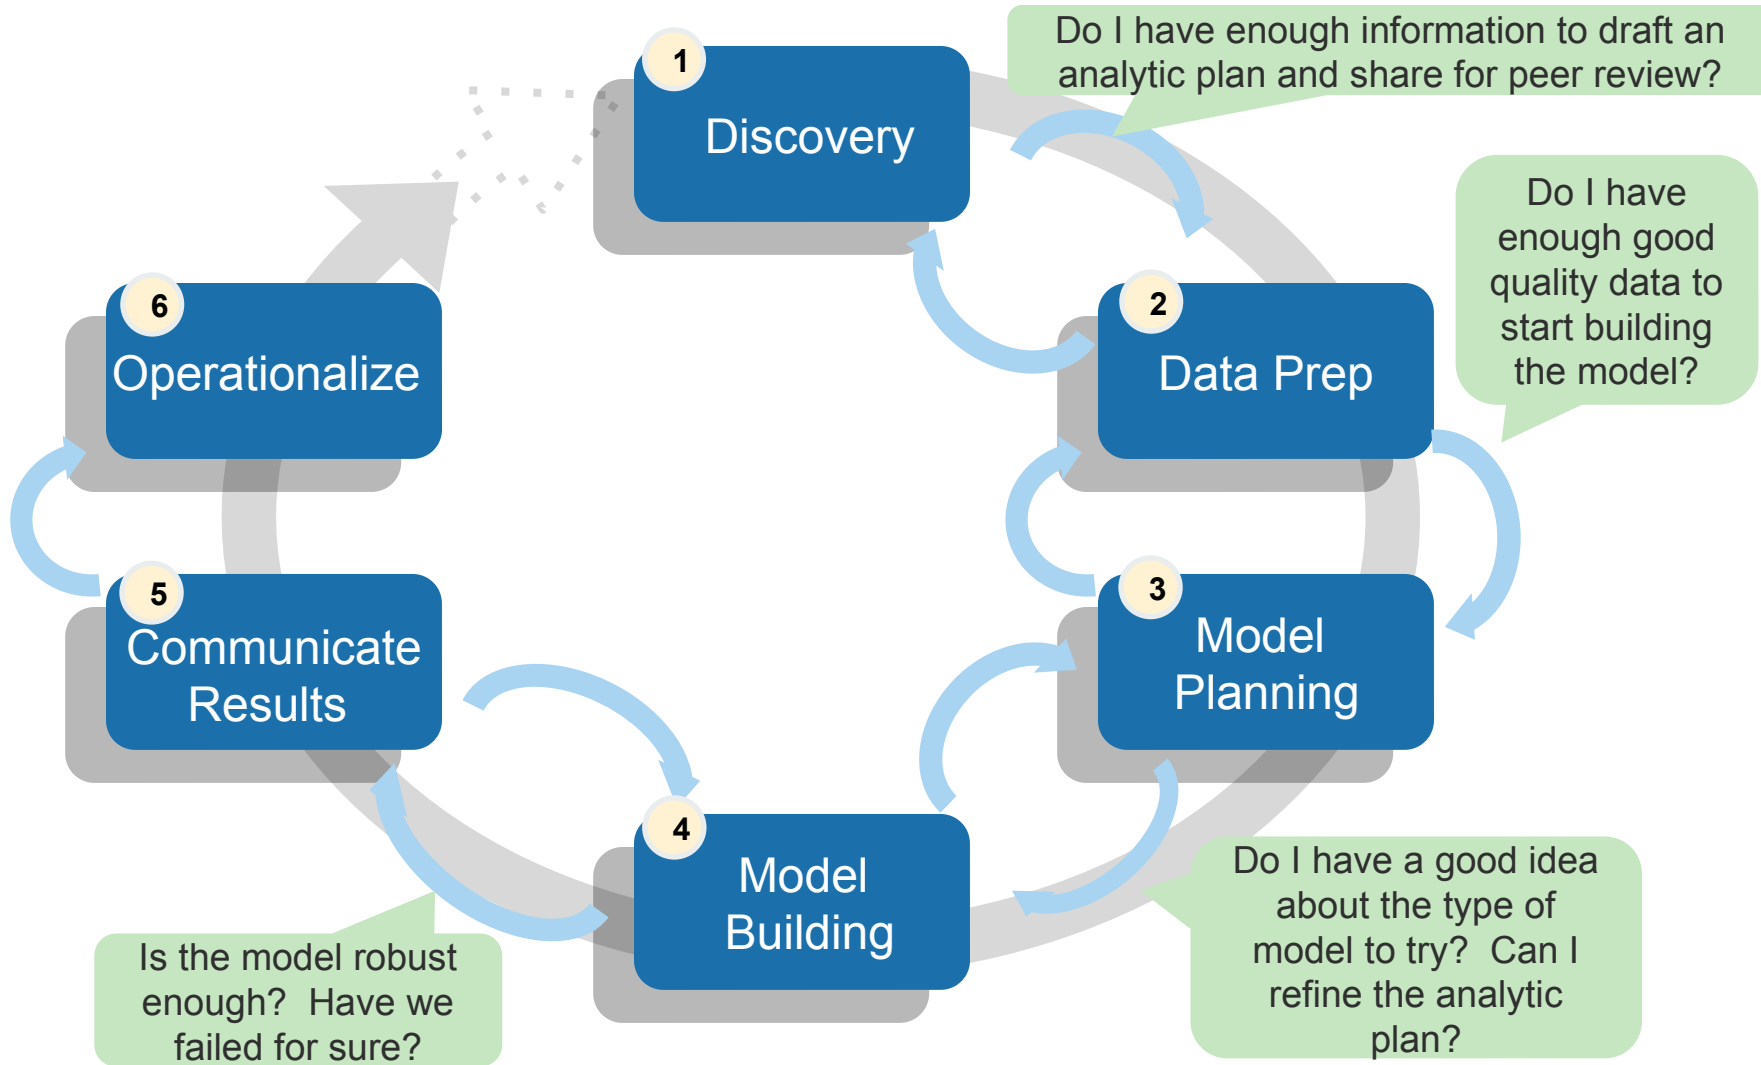 1
Discovery
Do I have enough information to draft an
analytic plan and share for peer review?
2
Data Prep
Do I have
enough good
quality data to
start building
the model?
3
Model
Planning
Do I have a good idea
about the type of
model to try?  Can I
refine the analytic
plan?
4
Model
Building
Is the model robust
enough?  Have we
failed for sure?
5
Communicate
Results
6
Operationalize